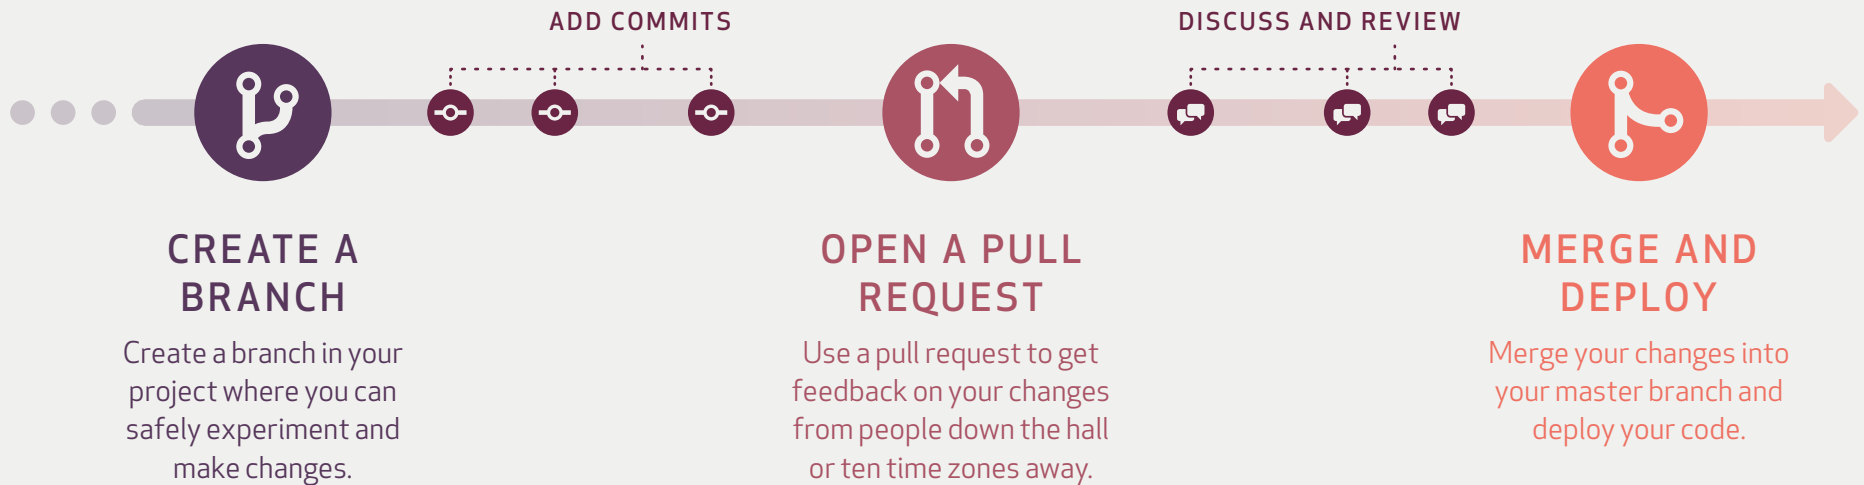 ADD COMMITS
DISCUSS AND REVIEW
CREATE A
BRANCH
Create a branch in your
project where you can
safely experiment and
make changes.
OPEN A PULL
REQUEST
Use a pull request to get
feedback on your changes
from people down the hall
or ten time zones away.
MERGE AND
DEPLOY
Merge your changes into
your master branch and
deploy your code.